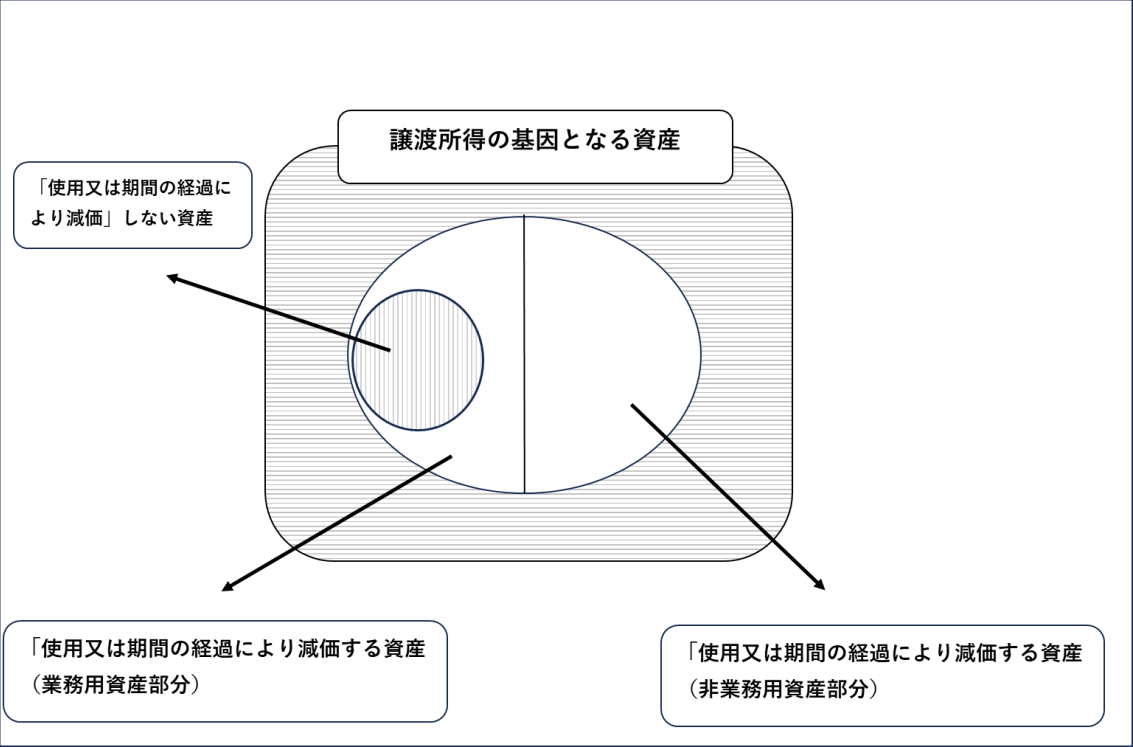 譲渡所得の基因となる資産
「使用又は期間の経過に
より減価」しない資産
「使用又は期間の経過により減価する資産
（業務用資産部分）
「使用又は期間の経過により減価する資産
（非業務用資産部分）